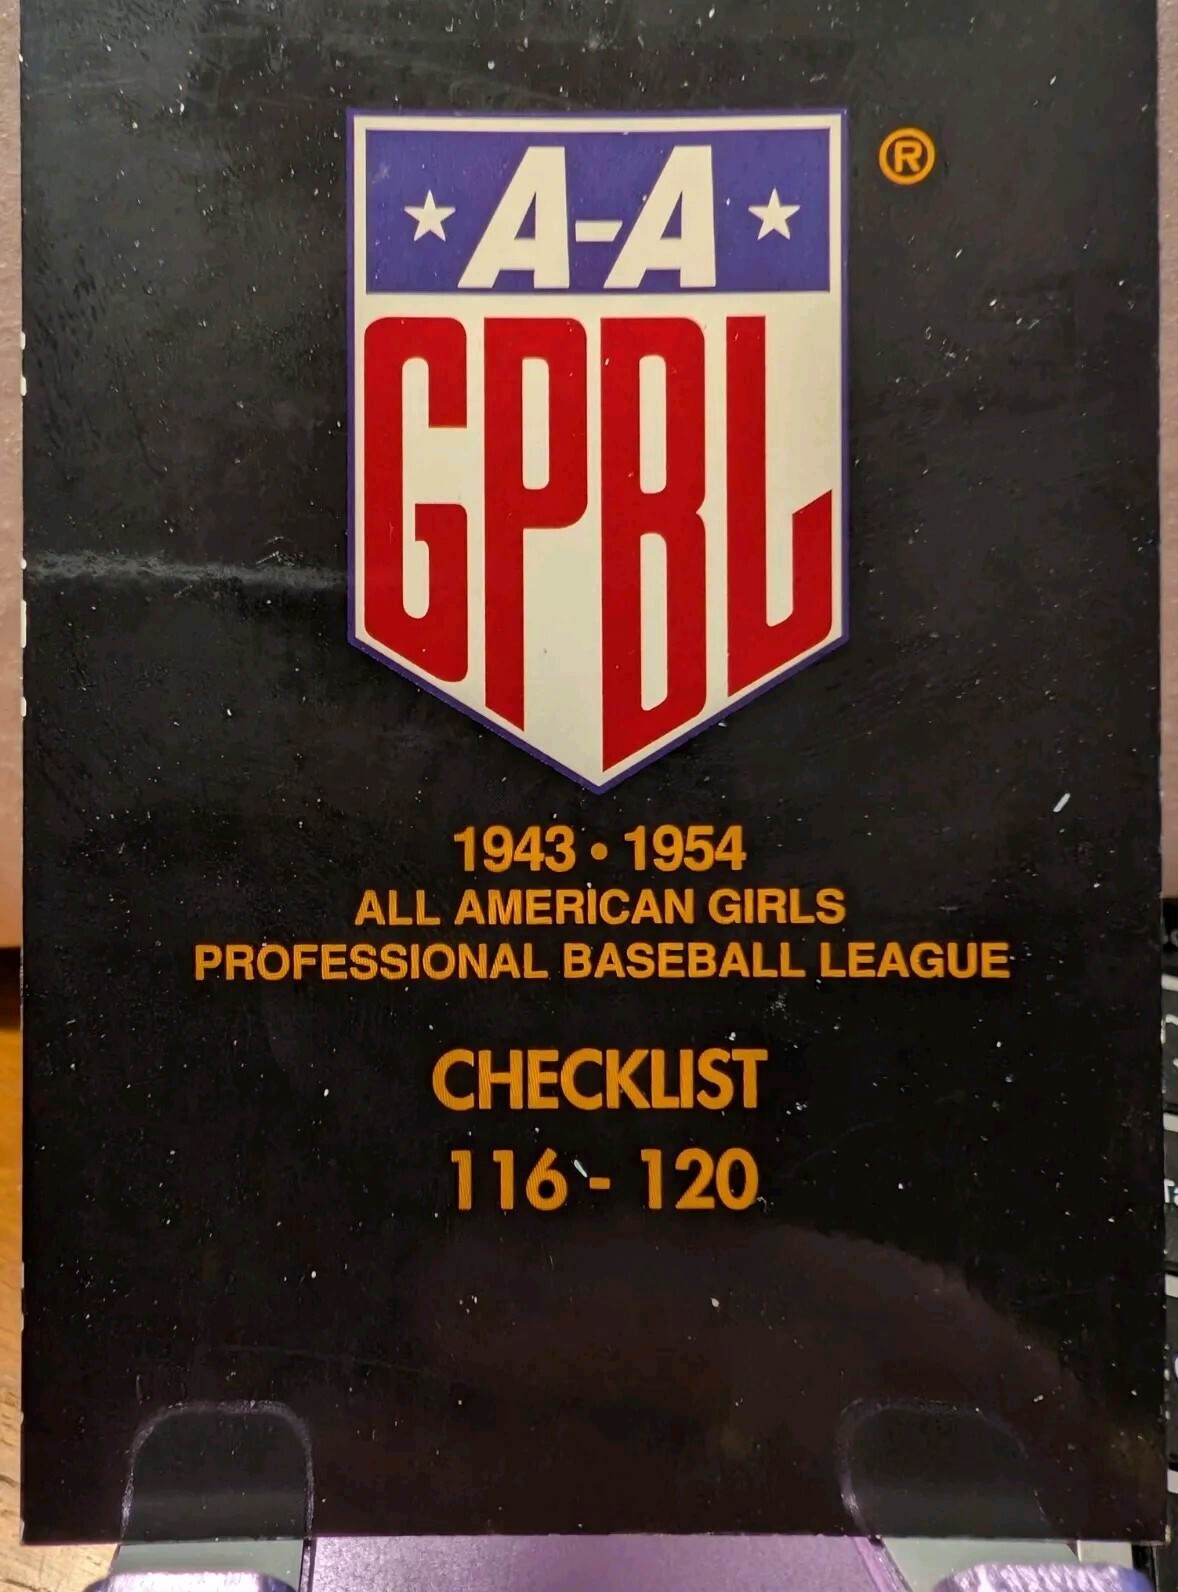 A-A
®
GPBL
1943 • 1954
ALL AMERICAN GIRLS
PROFESSIONAL BASEBALL LEAGUE
CHECKLIST
116 - 120